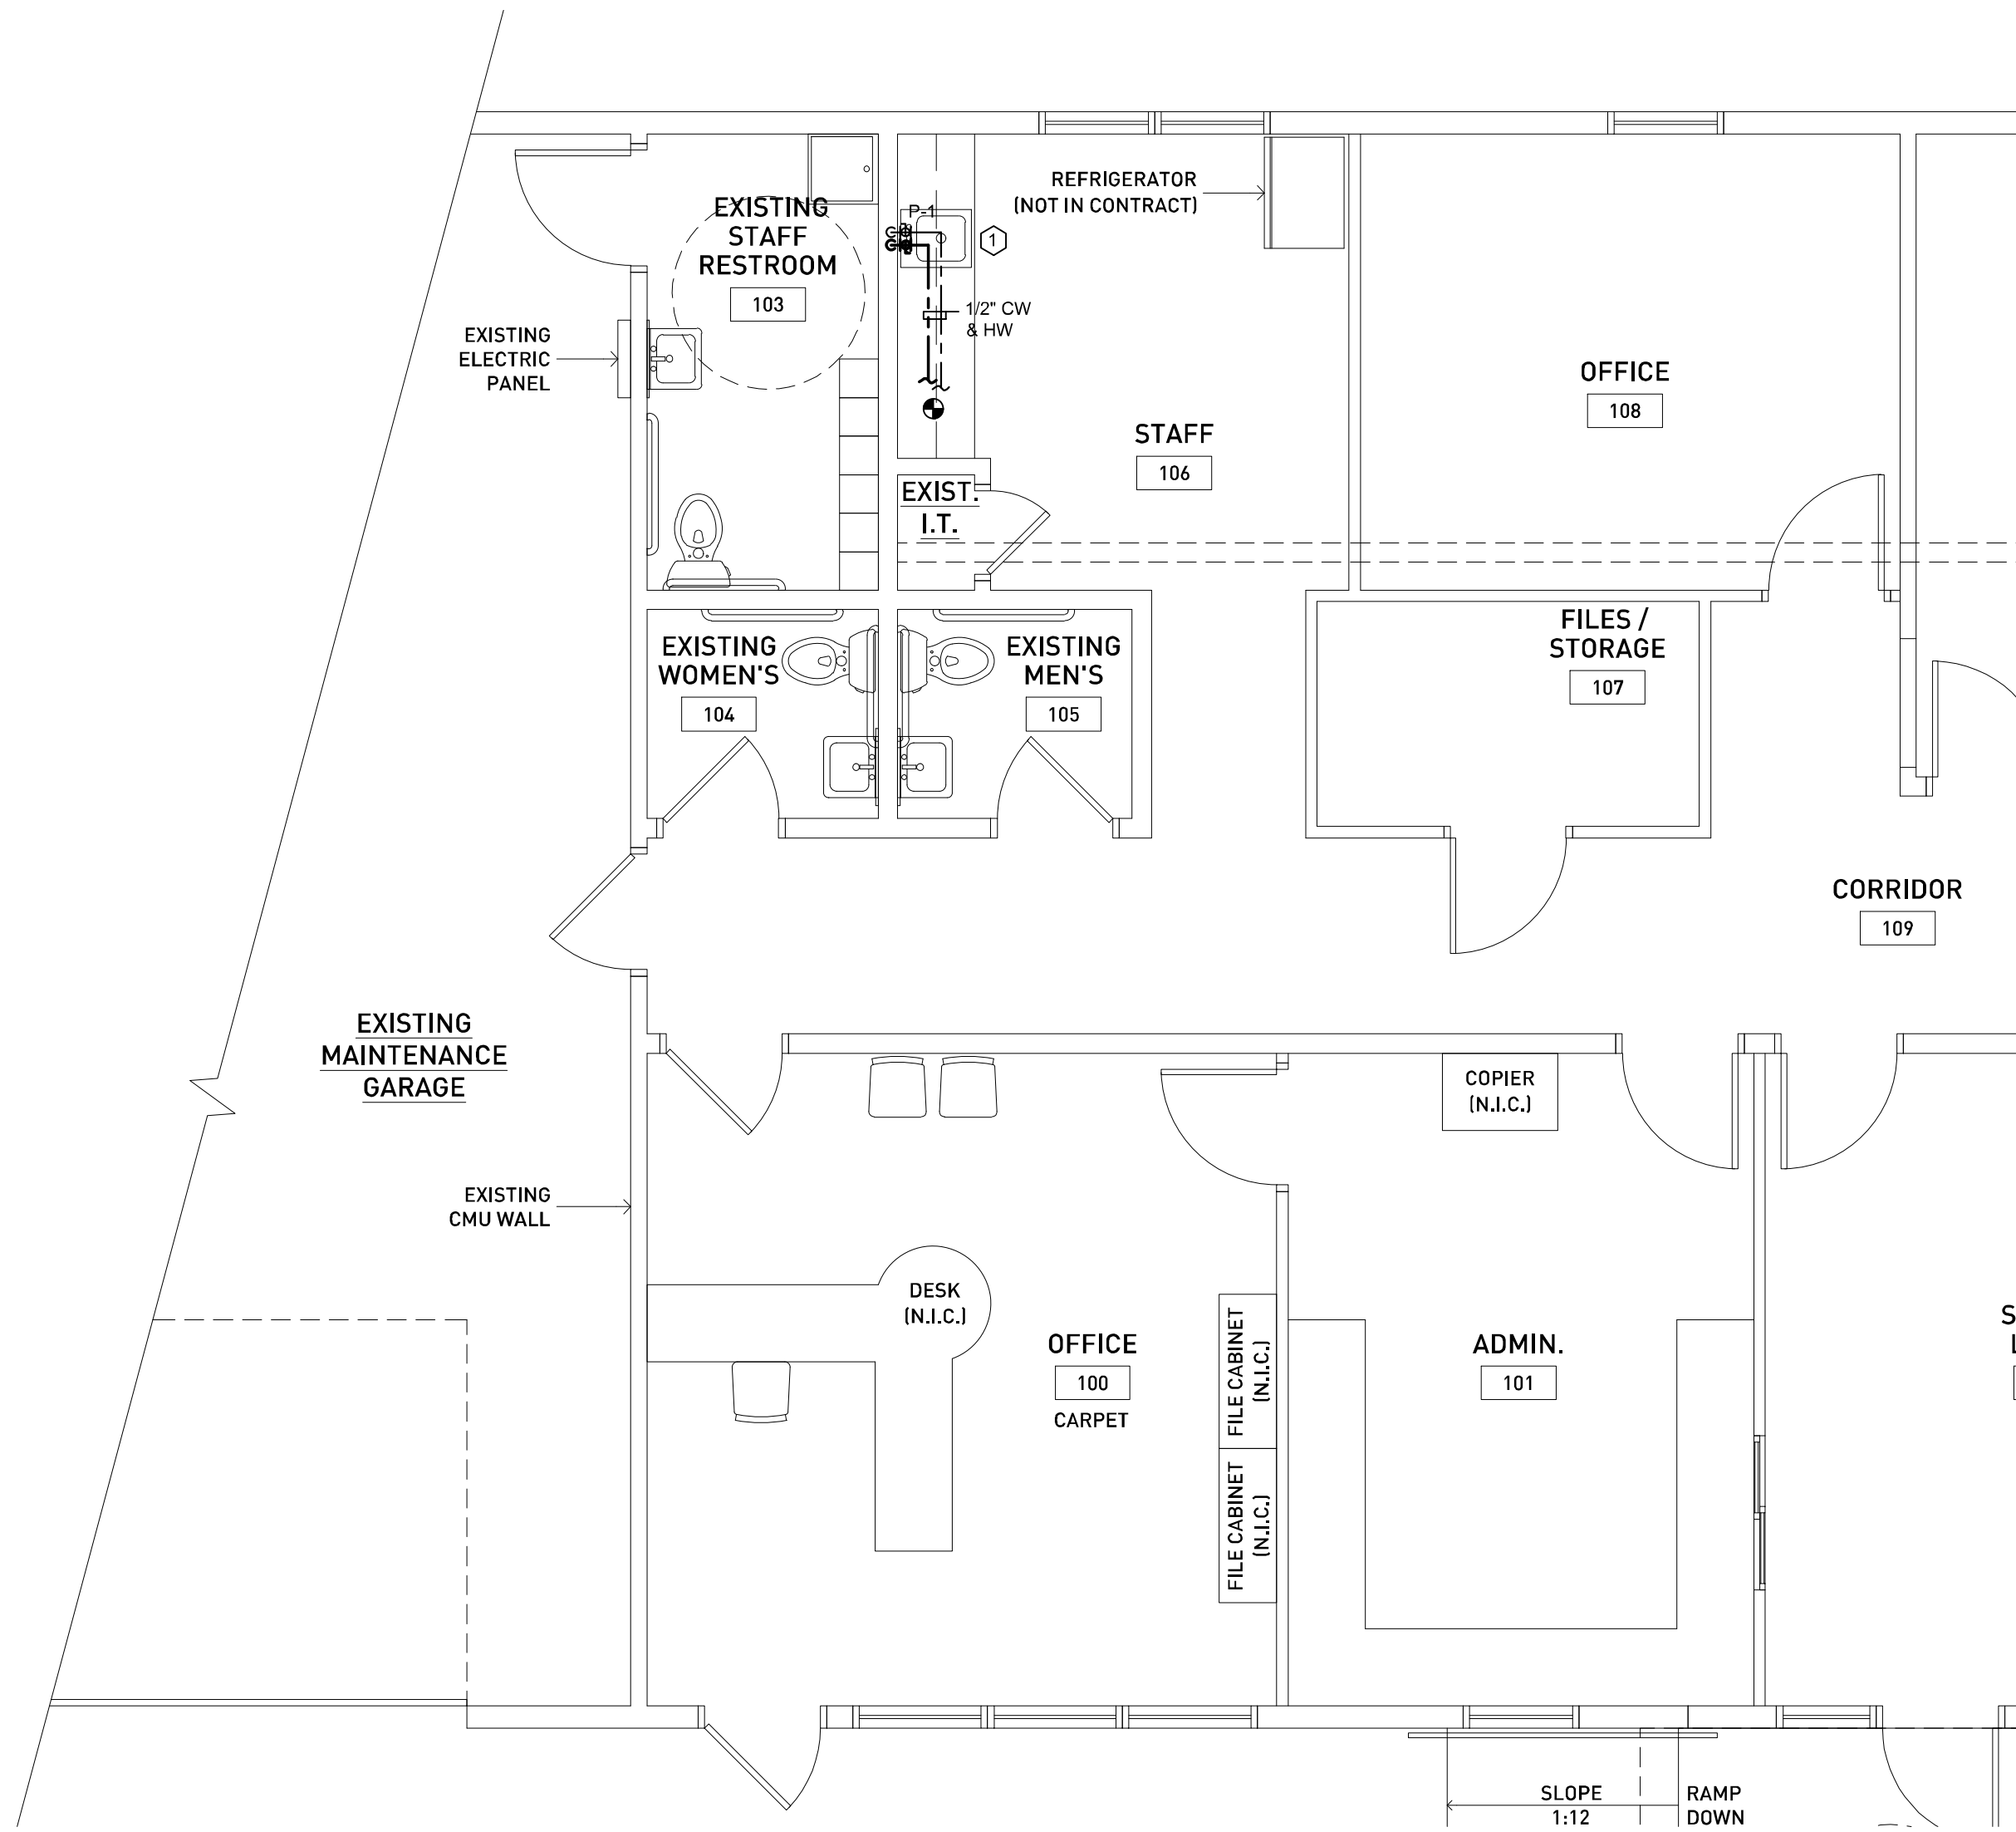 REFRIGERATOR
(NOT IN CONTRACT)
EXISTING
STAFF
RESTROOM
103
P-1
1
1/2" CW
& HW
EXISTING
ELECTRIC
PANEL
OFFICE
108
STAFF
106
EXIST.
I.T.
EXISTING
WOMEN'S
104
EXISTING
MEN'S
105
FILES /
STORAGE
107
CORRIDOR
109
EXISTING
MAINTENANCE
GARAGE
COPIER
(N.I.C.)
EXISTING
CMU WALL
DESK
(N.I.C.)
OFFICE
100
CARPET
FILE CABINET
(N.I.C.)
FILE CABINET
(N.I.C.)
ADMIN.
101
S
L
SLOPE
1:12
RAMP
DOWN